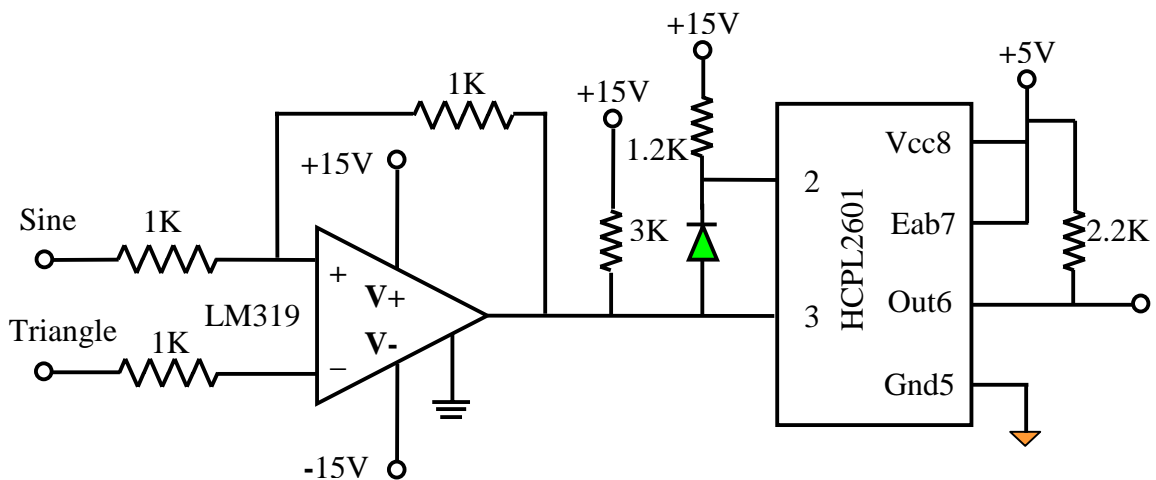 +15V
+5V
1K
+15V
1.2K
+15V
Vcc8
2
Sine
1K
3K
HCPL2601
Eab7
2.2K
+
V+
LM319
Out6
3
Triangle
1K
V-
−
Gnd5
-15V